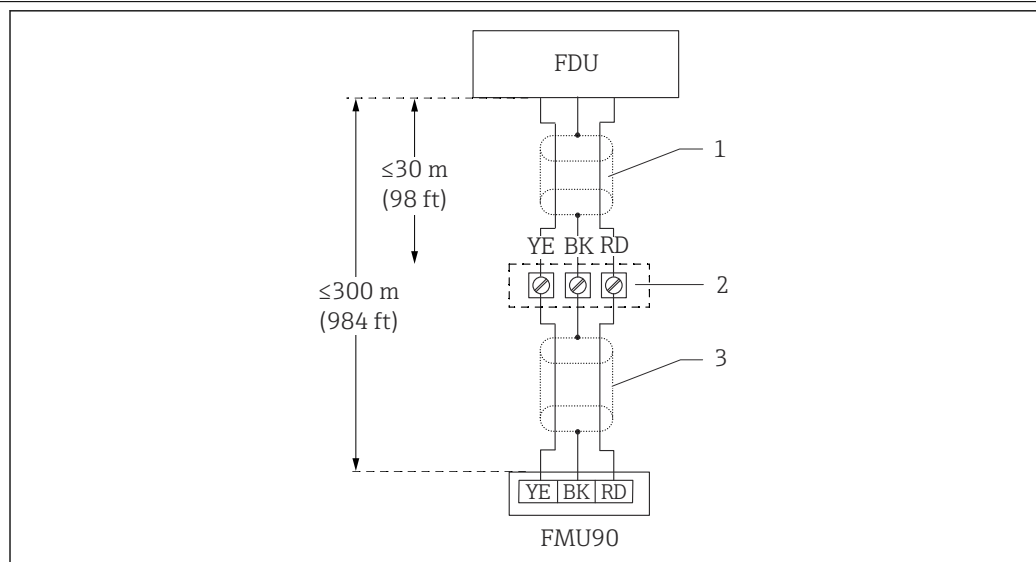 FDU
1
≤30 m
(98 ft)
YE BK RD
2
≤300 m
(984 ft)
3
YE BK RD
FMU90